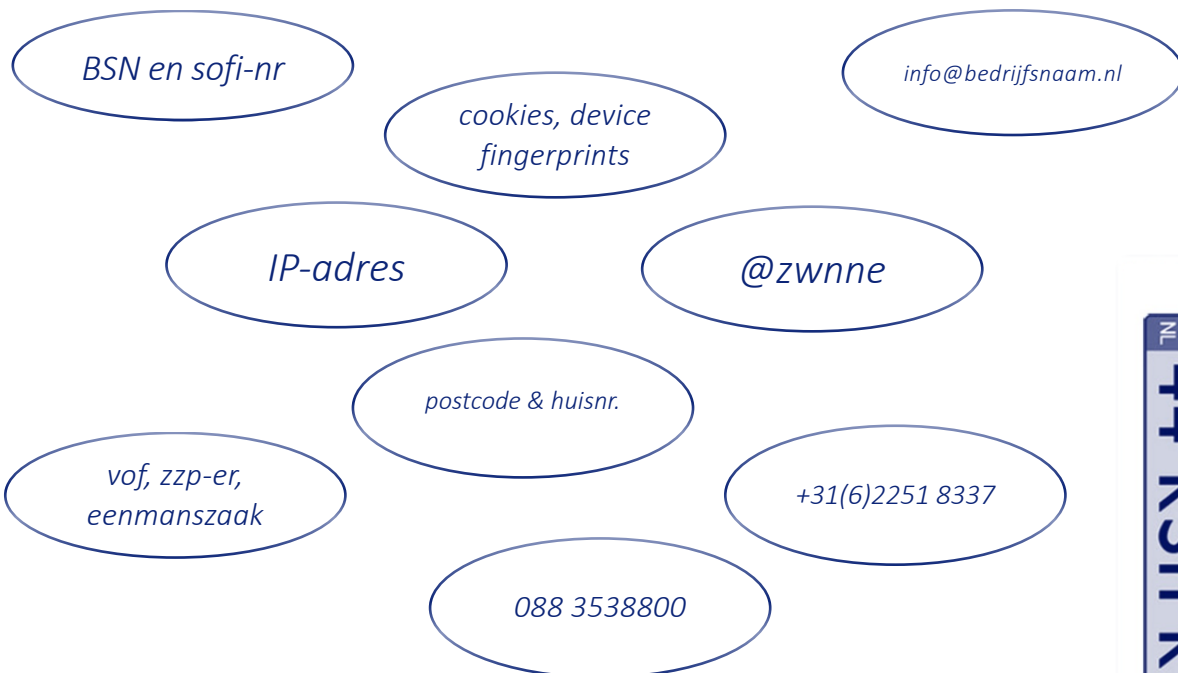 BSN en sofi-nr
info@bedrijfsnaam.nl
cookies, device
fingerprints
IP-adres
@zwnne
postcode & huisnr.
NL
vof, zzp-er,
eenmanszaak
+31(6)2251 8337
088 3538800